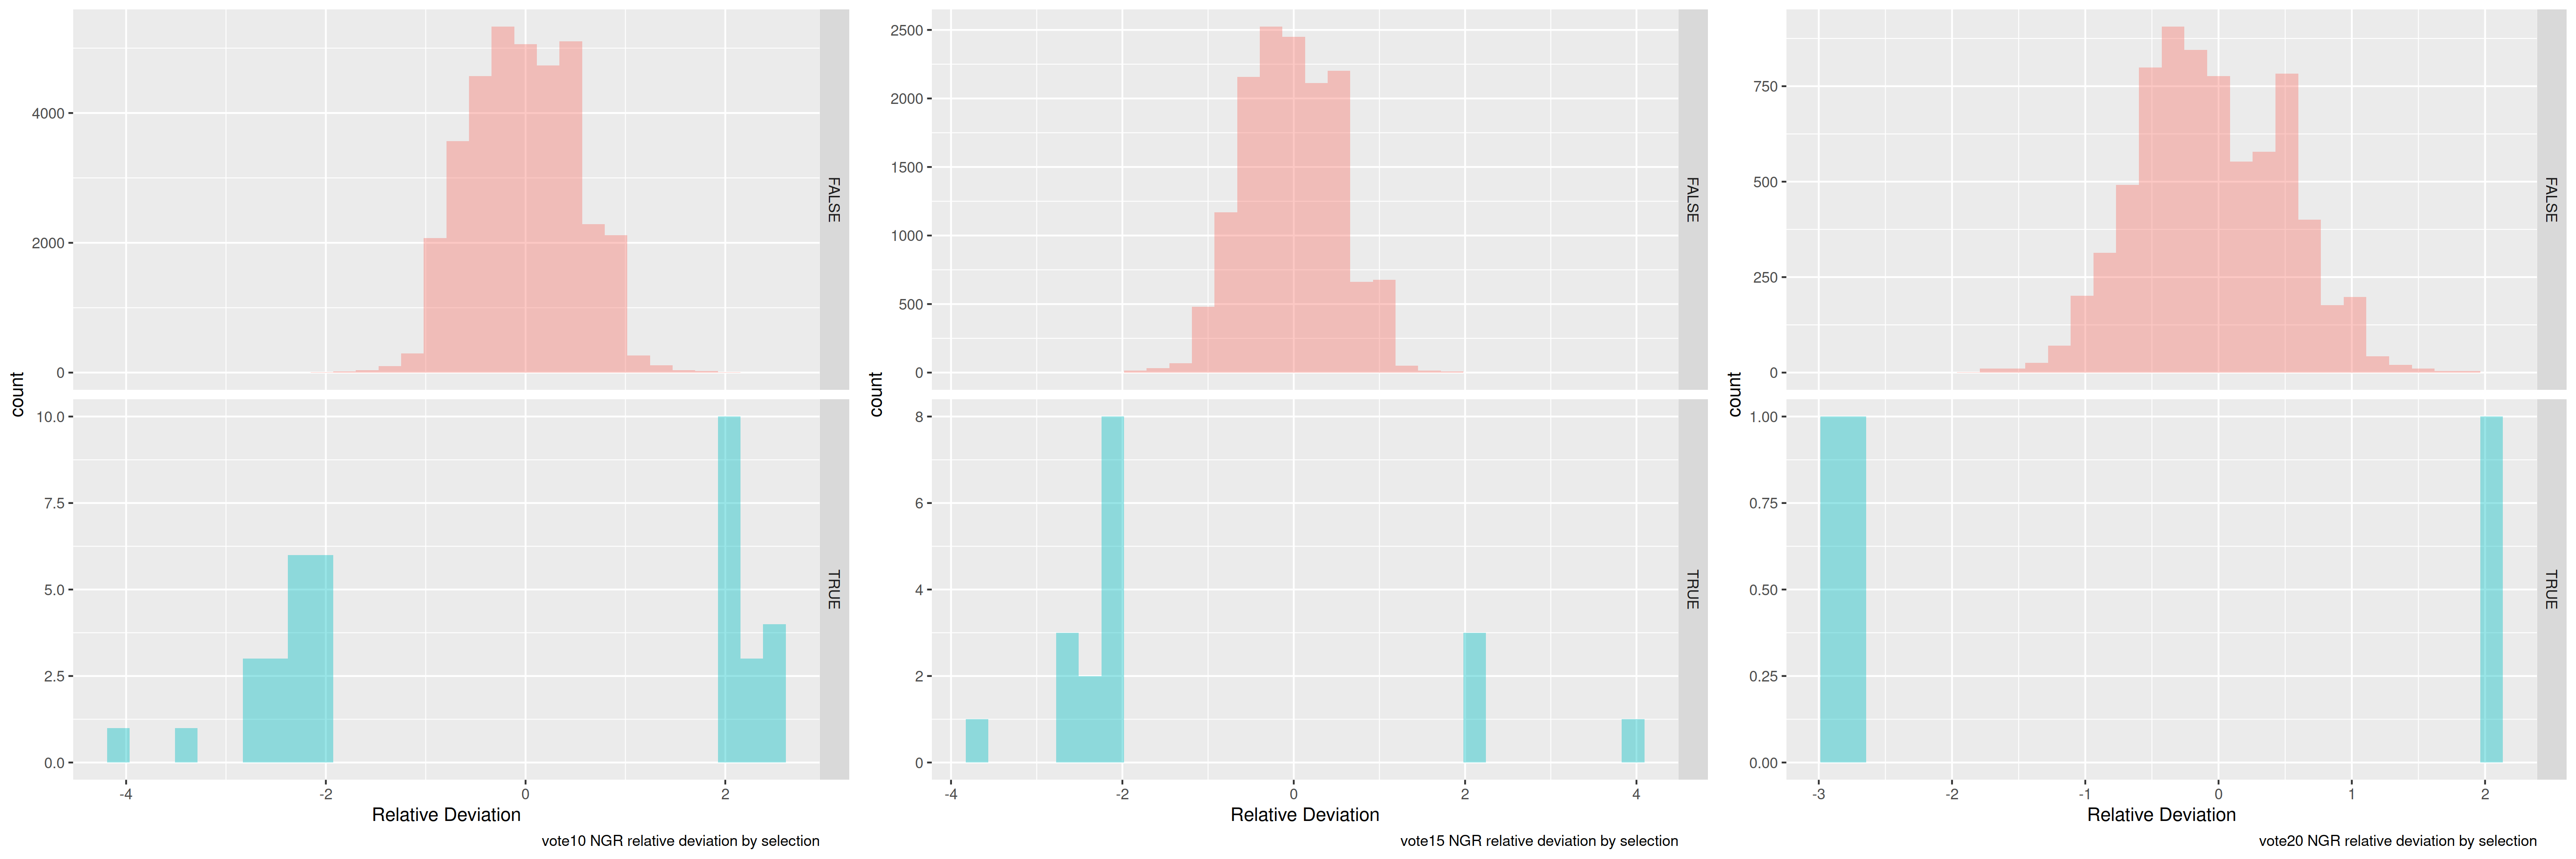 count
4000
2000
0
FALSE
10.0
7.5
5.0
2.5
0.0
TRUE
-4 -2 0 2
Relative Deviation
vote10 NGR relative deviation by selection
count
2500
2000
1500
1000
500
0
FALSE
8
6
4
2
0
TRUE
-4 -2 0 2 4
Relative Deviation
vote15 NGR relative deviation by selection
count
750
500
250
0
FALSE
1.00
0.75
0.50
0.25
0.00
TRUE
-3 -2 -1 0 1 2
Relative Deviation
vote20 NGR relative deviation by selection